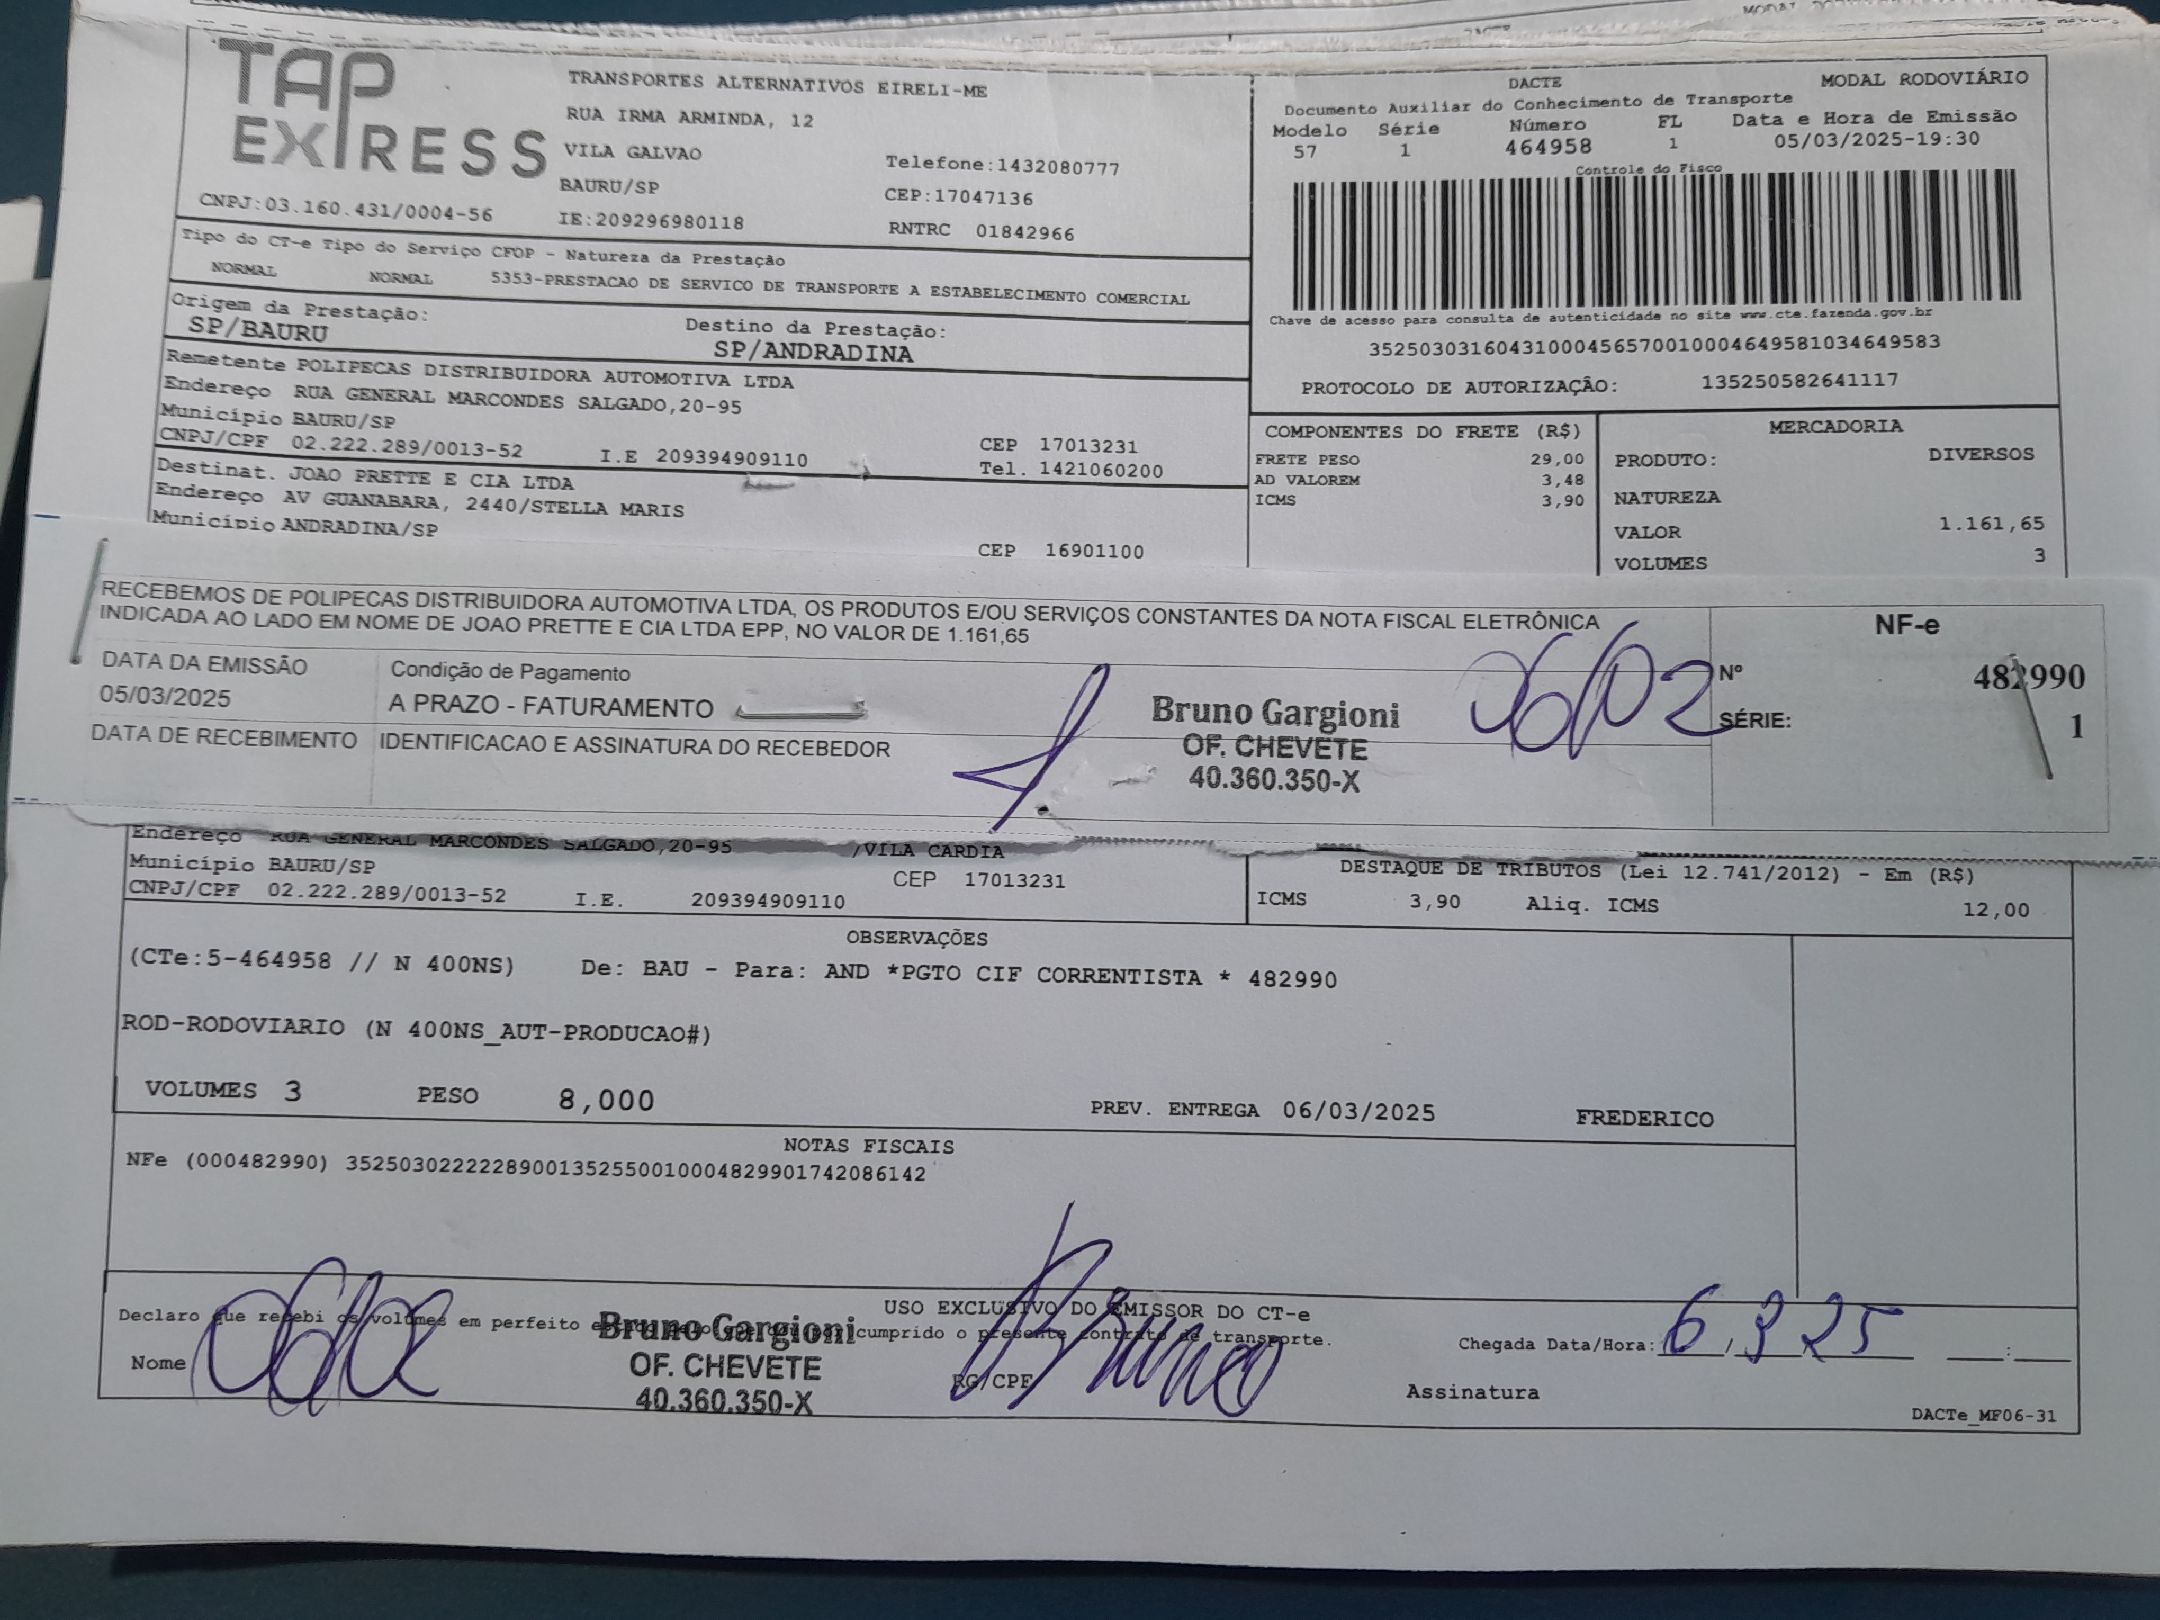 TAP EXPRESS
TRANSPORTES ALTERNATIVOS EIRELI-ME
RUA IRMA ARMINDA, 12
VILA GALVAO
Telefone:1432080777
BAURU/SP
CEP:17047136
CNPJ:03.160.431/0004-56
IE:209296980118
RNTRC 01842966
DACTE
MODAL RODOVIÁRIO
Documento Auxiliar do Conhecimento de Transporte
Modelo Série Número FL Data e Hora de Emissão
57 1 464958 1 05/03/2025-19:30
Controle do Fisco
Chave de acesso para consulta de autenticidade no site www.cte.fazenda.gov.br
35250303160431000456570010004649581034649583
PROTOCOLO DE AUTORIZAÇÃO: 135250582641117
Tipo do CT-e Tipo do Serviço CFOP - Natureza da Prestação
NORMAL NORMAL 5353-PRESTACAO DE SERVICO DE TRANSPORTE A ESTABELECIMENTO COMERCIAL
Origem da Prestação:
SP/BAURU
Destino da Prestação:
SP/ANDRADINA
Remetente POLIPECAS DISTRIBUIDORA AUTOMOTIVA LTDA
Endereço RUA GENERAL MARCONDES SALGADO,20-95
Município BAURU/SP
CEP 17013231
CNPJ/CPF 02.222.289/0013-52 I.E 209394909110 Tel. 1421060200
Destinat. JOAO PRETTE E CIA LTDA
Endereço AV GUANABARA, 2440/STELLA MARIS
Município ANDRADINA/SP
CEP 16901100
COMPONENTES DO FRETE (R$)
FRETE PESO 29,00
AD VALOREM 3,48
ICMS 3,90
MERCADORIA
PRODUTO: DIVERSOS
NATUREZA
VALOR 1.161,65
VOLUMES 3
RECEBEMOS DE POLIPECAS DISTRIBUIDORA AUTOMOTIVA LTDA, OS PRODUTOS E/OU SERVIÇOS CONSTANTES DA NOTA FISCAL ELETRÔNICA
INDICADA AO LADO EM NOME DE JOAO PRETTE E CIA LTDA EPP, NO VALOR DE 1.161,65
DATA DA EMISSÃO
05/03/2025
Condição de Pagamento
A PRAZO - FATURAMENTO
DATA DE RECEBIMENTO
IDENTIFICACAO E ASSINATURA DO RECEBEDOR
Bruno Gargioni
OF. CHEVETE
40.360.350-X
NF-e
Nº 482990
SÉRIE: 1
Endereço RUA GENERAL MARCONDES SALGADO,20-95 /VILA CARDIA
Município BAURU/SP
CEP 17013231
CNPJ/CPF 02.222.289/0013-52 I.E. 209394909110
DESTAQUE DE TRIBUTOS (Lei 12.741/2012) - Em (R$)
ICMS 3,90 Aliq. ICMS 12,00
OBSERVAÇÕES
(CTe:5-464958 // N 400NS) De: BAU - Para: AND *PGTO CIF CORRENTISTA * 482990
ROD-RODOVIARIO (N 400NS_AUT-PRODUCAO#)
VOLUMES 3 PESO 8,000 PREV. ENTREGA 06/03/2025 FREDERICO
NOTAS FISCAIS
NFe (000482990) 35250302222289001352550010004829901742086142
USO EXCLUSIVO DO EMISSOR DO CT-e
Declaro que recebi os volumes em perfeito cumprido o presente contrato de transporte.
Bruno Gargioni
OF. CHEVETE
40.360.350-X
Nome
RG/CPF
Bruno
Chegada Data/Hora: 6/3 25
Assinatura
DACTe_MF06-31